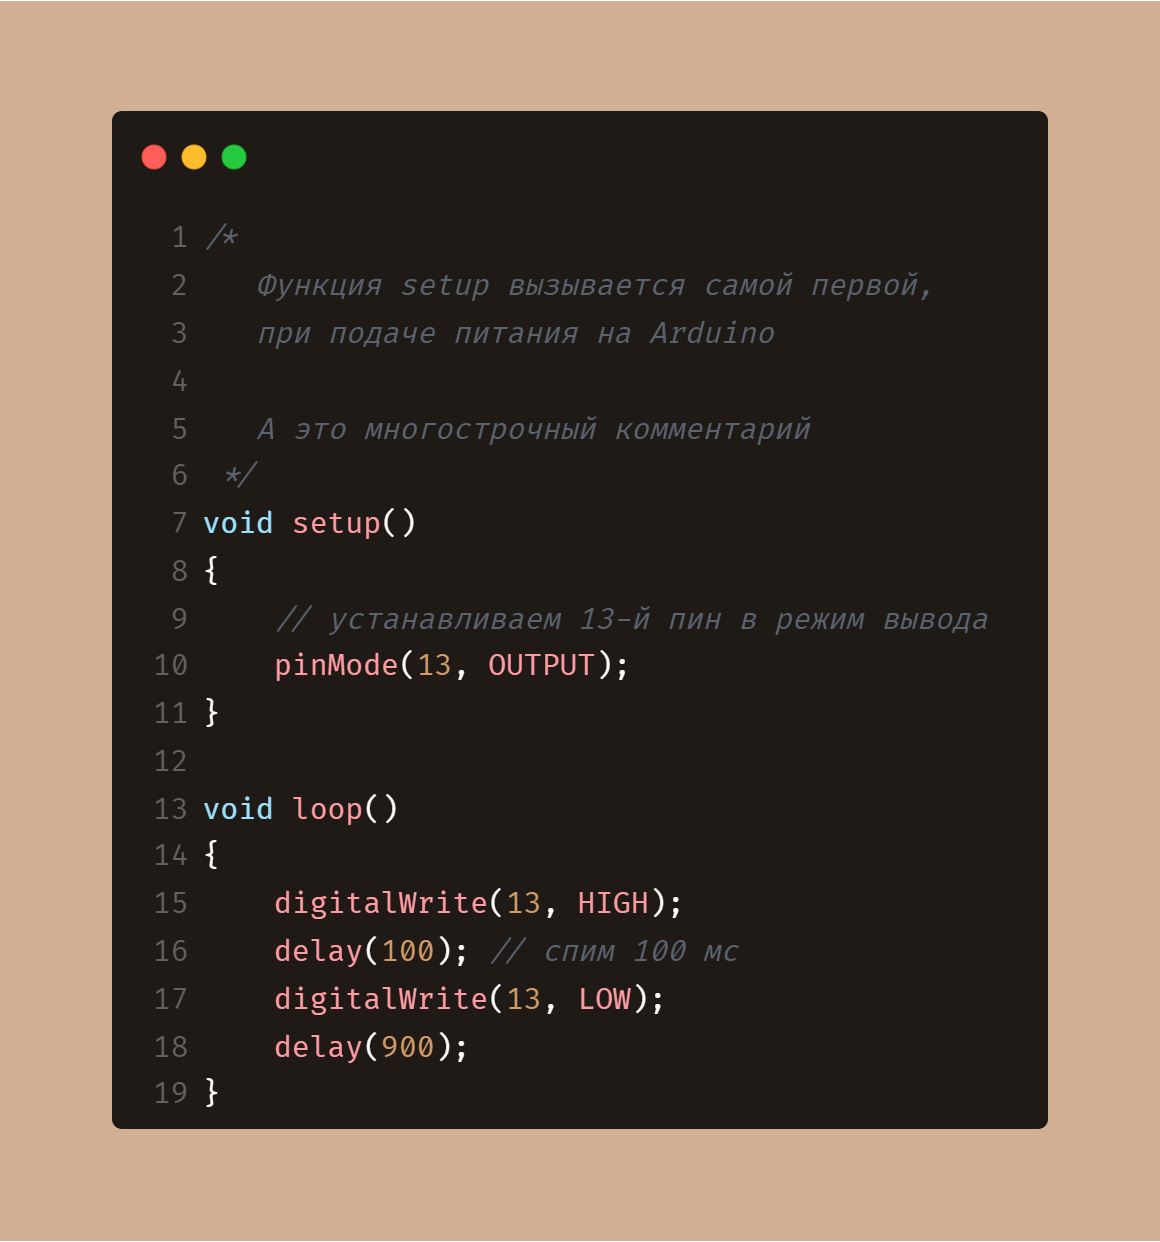 1 /*
2    Функция setup вызывается самой первой,
3    при подаче питания на Arduino
4
5    А это многострочный комментарий
6  */
7 void setup()
8 {
9     // устанавливаем 13-й пин в режим вывода
10     pinMode(13, OUTPUT);
11 }
12
13 void loop()
14 {
15     digitalWrite(13, HIGH);
16     delay(100); // спим 100 мс
17     digitalWrite(13, LOW);
18     delay(900);
19 }